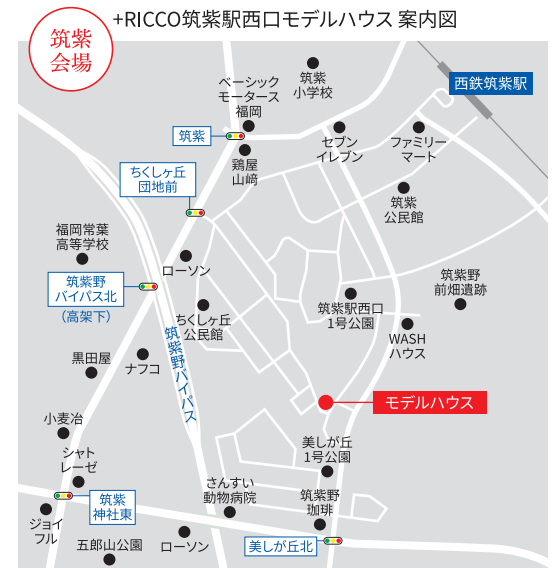 +RICCO筑紫駅西口モデルハウス 案内図
筑紫
会場
ベーシック
モータース
福岡
筑紫
小学校
西鉄筑紫駅
筑紫
セブン
イレブン
ファミリー
マート
鶏屋
山﨑
ちくしヶ丘
団地前
筑紫
公民館
福岡常葉
高等学校
ローソン
筑紫野
バイパス北
(高架下)
筑紫野
前畑遺跡
ちくしヶ丘
公民館
筑紫駅西口
1号公園
WASH
ハウス
筑紫野バイパス
黒田屋
ナフコ
モデルハウス
小麦冶
美しが丘
1号公園
シャト
レーゼ
さんすい
動物病院
筑紫野
珈琲
筑紫
神社東
ジョイ
フル
五郎山公園
ローソン
美しが丘北